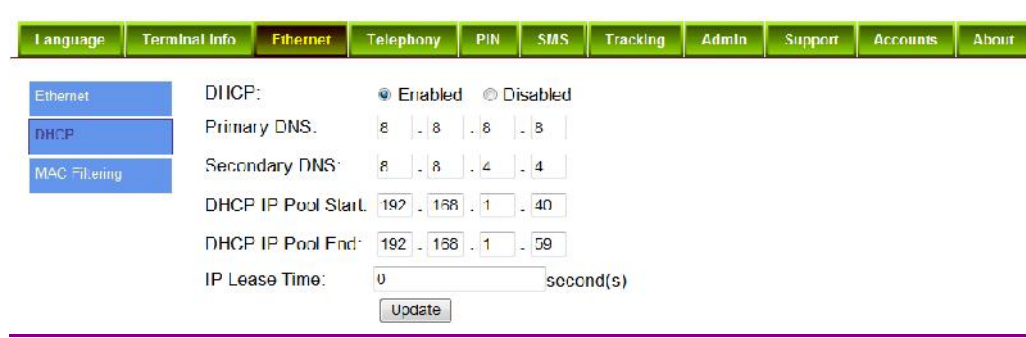 Language Terminal Info Ethernet Telephony PIN SMS Tracking Admin Support Accounts About
Ethernet
DHCP
MAC Filtering
DHCP: Enabled Disabled
Primary DNS: 8 . 8 . 8 . 8
Secondary DNS: 8 . 8 . 4 . 4
DHCP IP Pool Start: 192 . 168 . 1 . 40
DHCP IP Pool End: 192 . 168 . 1 . 59
IP Lease Time: 0 second(s)
Update